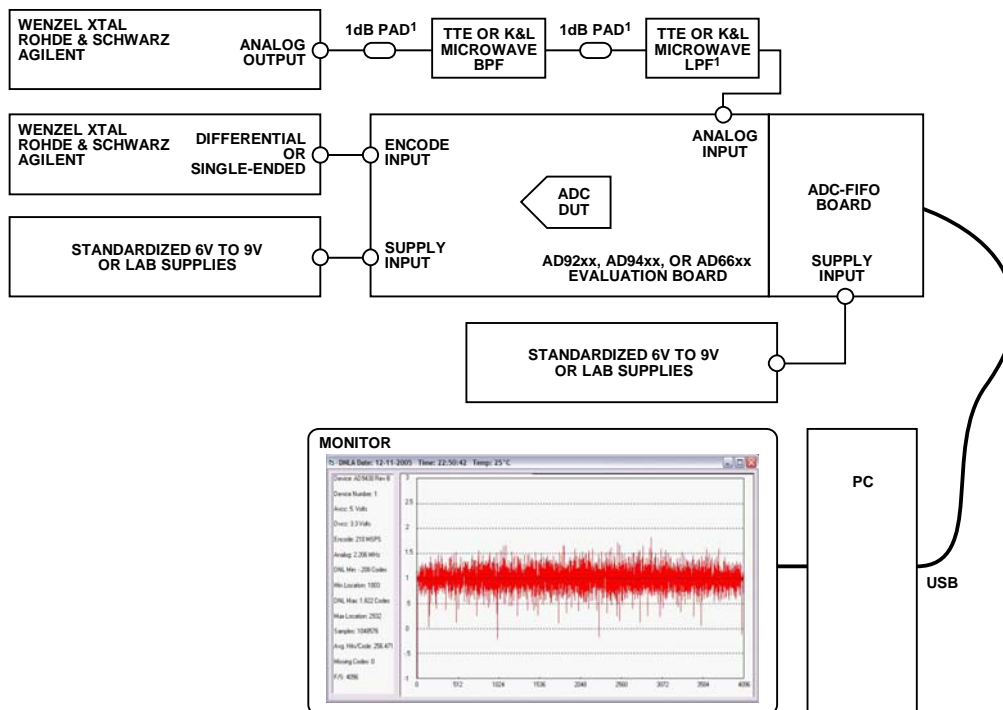 WENZEL XTAL
ROHDE & SCHWARZ
AGILENT
ANALOG
OUTPUT
1dB PAD1
TTE OR K&L
MICROWAVE
BPF
1dB PAD1
TTE OR K&L
MICROWAVE
LPF1
WENZEL XTAL
ROHDE & SCHWARZ
AGILENT
DIFFERENTIAL
OR
SINGLE-ENDED
ENCODE
INPUT
ANALOG
INPUT
ADC
DUT
ADC-FIFO
BOARD
STANDARDIZED 6V TO 9V
OR LAB SUPPLIES
SUPPLY
INPUT
AD92xx, AD94xx, OR AD66xx
EVALUATION BOARD
SUPPLY
INPUT
STANDARDIZED 6V TO 9V
OR LAB SUPPLIES
MONITOR
DNLA Date: 12-11-2005 Time: 22:50:42 Temp: 25°C
Device: AD9430 Rev B
Device Number: 1
Avcc: 5 Volts
Dvcc: 3.3 Volts
Encode: 210 MSPS
Analog: 2.206 MHz
DNL Min: -.208 Codes
Min Location: 1003
DNL Max: 1.822 Codes
Max Location: 2932
Samples: 1048576
Avg. Hits/Code: 256.471
Missing Codes: 0
F/S: 4096
3
2.5
2
1.5
1
.5
0
-.5
-1
0 512 1024 1536 2048 2560 3072 3584 4096
PC
USB